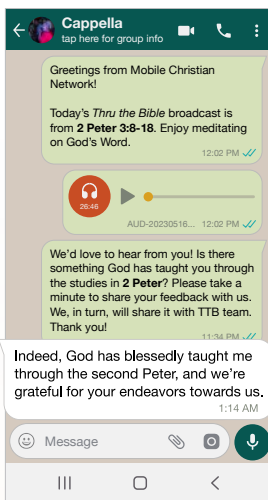 Cappella
tap here for group info
Greetings from Mobile Christian
Network!
Today's Thru the Bible broadcast is
from 2 Peter 3:8-18. Enjoy meditating
on God's Word.
12:02 PM
26:46
AUD-20230516... 12:02 PM
We'd love to hear from you! Is there
something God has taught you through
the studies in 2 Peter? Please take a
minute to share your feedback with us.
We, in turn, will share it with TTB team.
Thank you!
11:34 PM
Indeed, God has blessedly taught me
through the second Peter, and we're
grateful for your endeavors towards us.
1:14 AM
Message